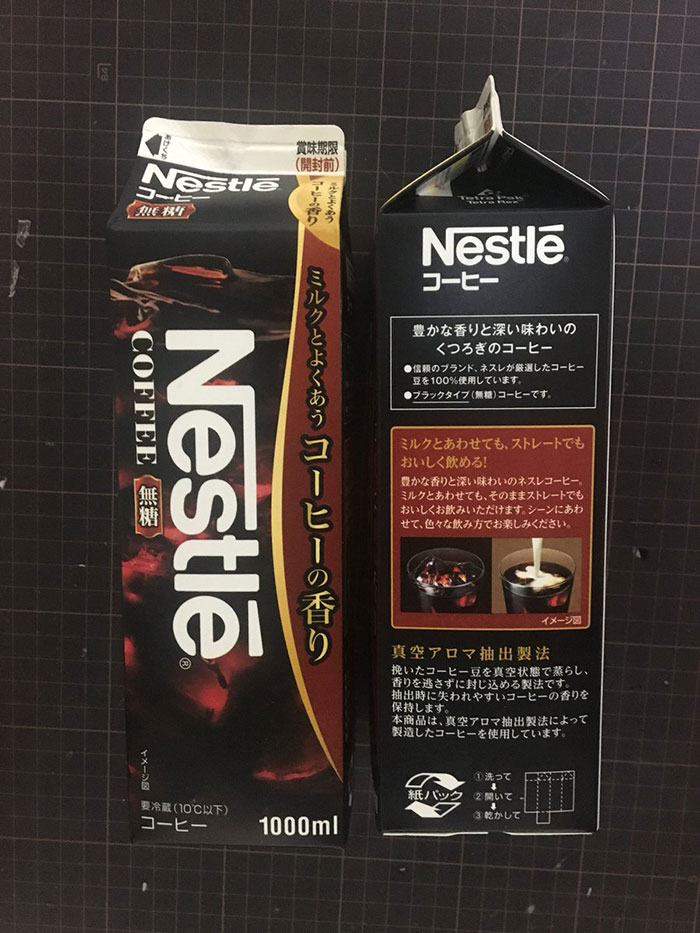 あけくち
賞味期限
(開封前)
Nestlé
コーヒー
無糖
ミルクとよくあう
コーヒーの香り
ミルクとよくあう コーヒーの香り
Nestlé®
COFFEE
無糖
イメージ図
要冷蔵(10℃以下)
コーヒー
1000ml
Tetra Pak
Tetra Rex
Nestlé®
コーヒー
豊かな香りと深い味わいの
くつろぎのコーヒー
●信頼のブランド、ネスレが厳選したコーヒー
豆を100%使用しています。
●ブラックタイプ(無糖)コーヒーです。
ミルクとあわせても、ストレートでも
おいしく飲める!
豊かな香りと深い味わいのネスレコーヒー。
ミルクとあわせても、そのままストレートでも
おいしくお飲みいただけます。シーンにあわ
せて、色々な飲み方でお楽しみください。
イメージ図
真空アロマ抽出製法
挽いたコーヒー豆を真空状態で蒸らし、
香りを逃さずに封じ込める製法です。
抽出時に失われやすいコーヒーの香りを
保持します。
本商品は、真空アロマ抽出製法によって
製造したコーヒーを使用しています。
紙パック
①洗って
②開いて
③乾かして